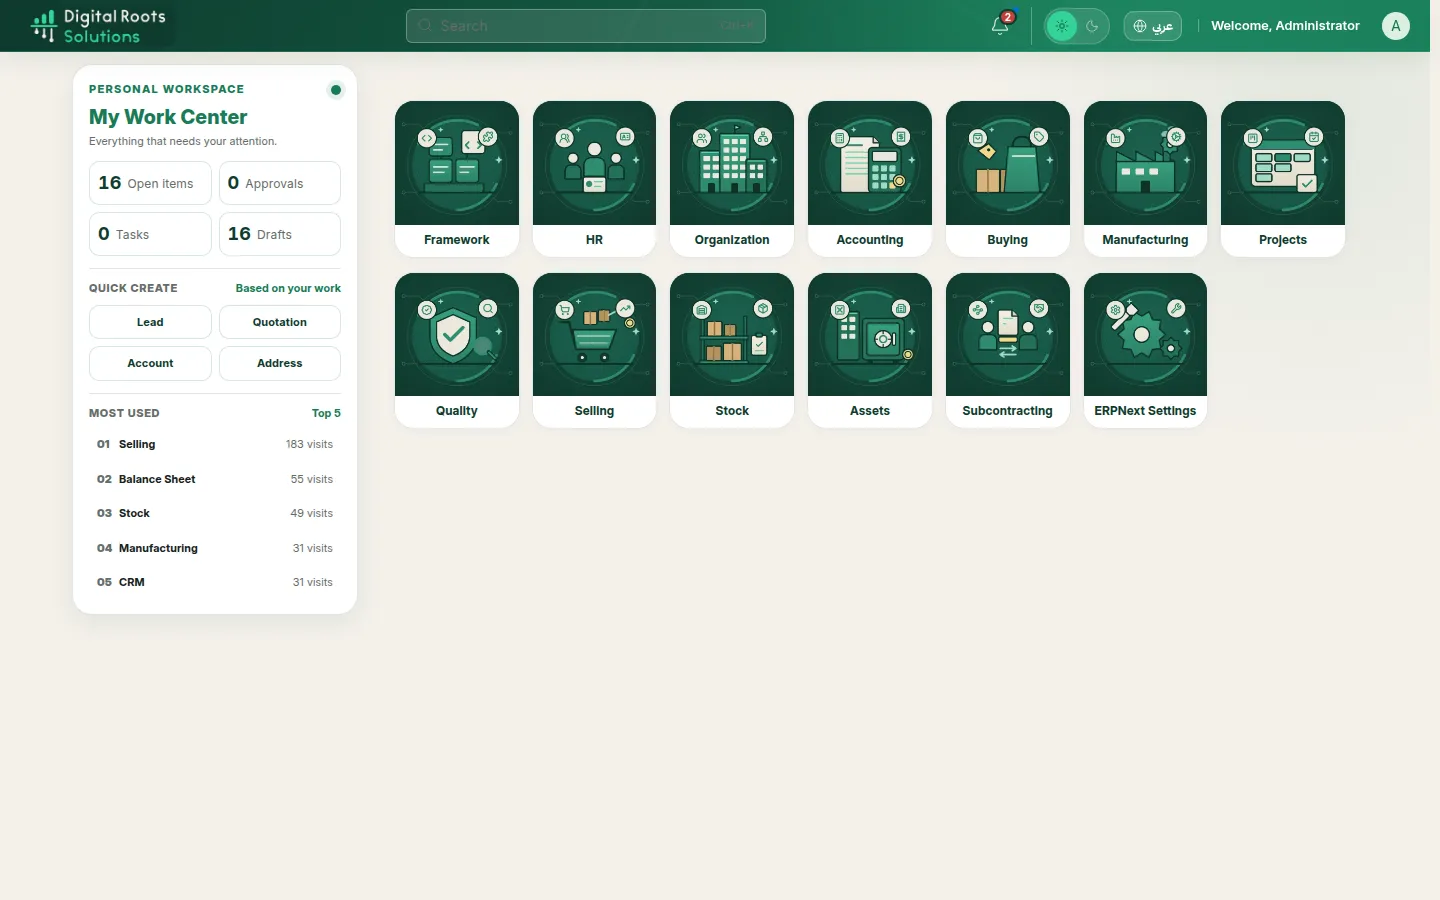 Digital Roots
Solutions
Search
Ctrl+K
2
عربي
Welcome, Administrator
A
PERSONAL WORKSPACE
My Work Center
Everything that needs your attention.
16 Open items
0 Approvals
0 Tasks
16 Drafts
QUICK CREATE
Based on your work
Lead
Quotation
Account
Address
MOST USED
Top 5
01 Selling 183 visits
02 Balance Sheet 55 visits
03 Stock 49 visits
04 Manufacturing 31 visits
05 CRM 31 visits
Framework
HR
Organization
Accounting
Buying
Manufacturing
Projects
Quality
Selling
Stock
Assets
Subcontracting
ERPNext Settings